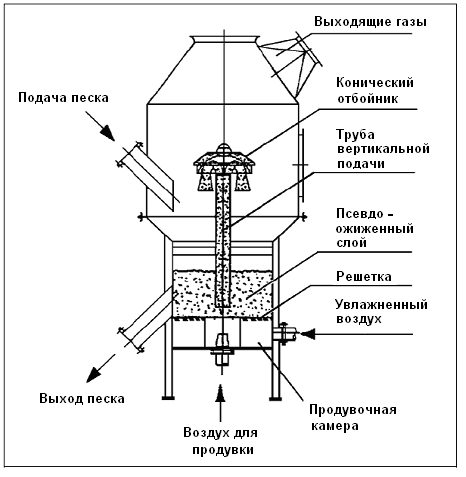 Выходящие газы
Подача песка
Конический
отбойник
Труба
вертикальной
подачи
Псевдо -
ожиженный
слой
Решетка
Увлажненный
воздух
Выход песка
Продувочная
камера
Воздух для
продувки